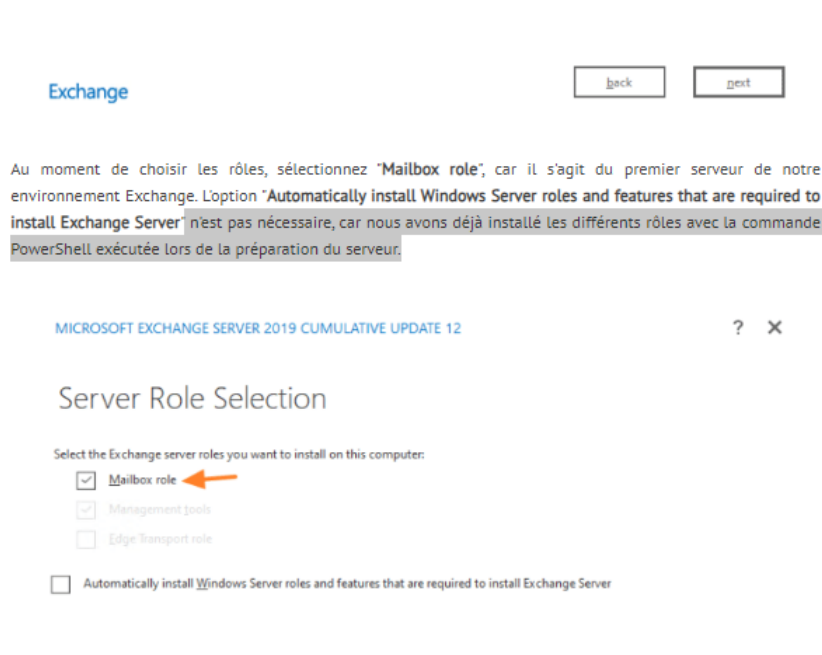 Exchange
back
next
Au moment de choisir les rôles, sélectionnez "Mailbox role", car il s'agit du premier serveur de notre
environnement Exchange. L'option "Automatically install Windows Server roles and features that are required to
install Exchange Server" n'est pas nécessaire, car nous avons déjà installé les différents rôles avec la commande
PowerShell exécutée lors de la préparation du serveur.
MICROSOFT EXCHANGE SERVER 2019 CUMULATIVE UPDATE 12
? ✕
Server Role Selection
Select the Exchange server roles you want to install on this computer:
Mailbox role
Management tools
Edge Transport role
Automatically install Windows Server roles and features that are required to install Exchange Server